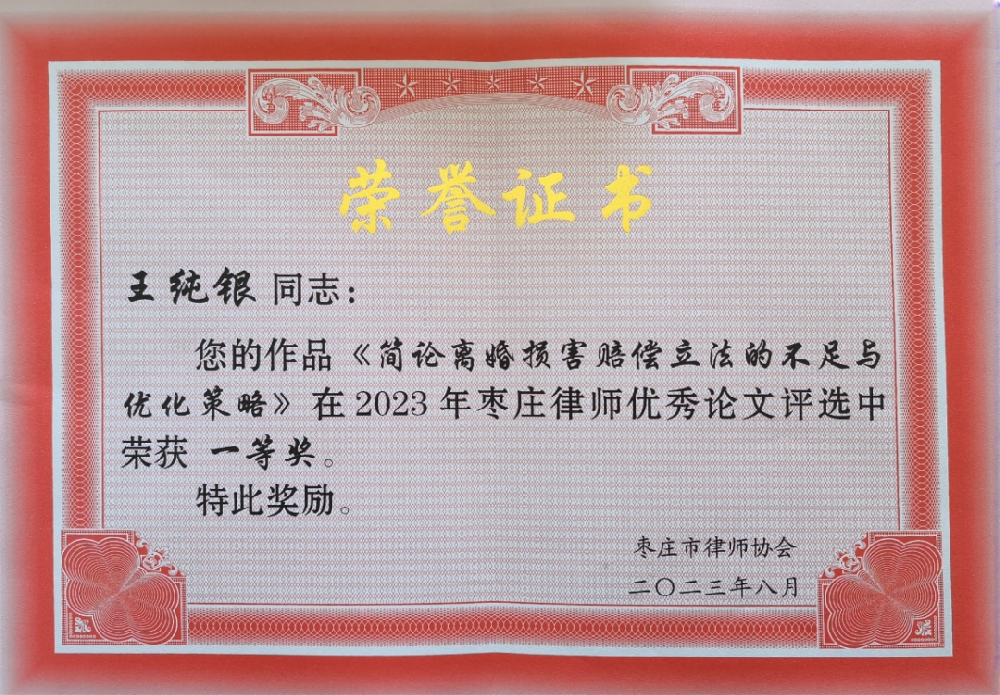 荣誉证书
王纯银 同志：
您的作品《简论离婚损害赔偿立法的不足与
优化策略》在2023年枣庄律师优秀论文评选中
荣获 一等奖。
特此奖励。
枣庄市律师协会
二〇二三年八月